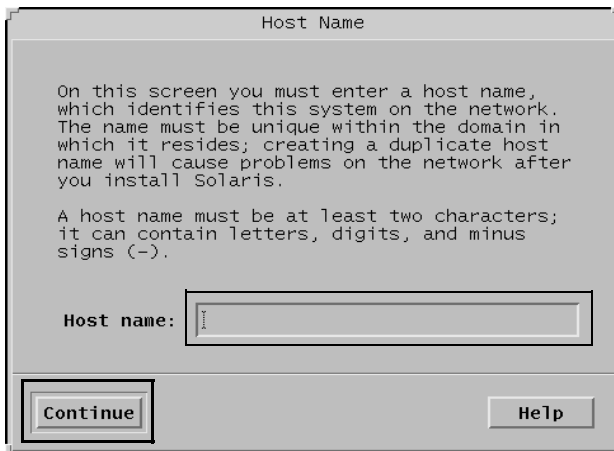 Host Name
On this screen you must enter a host name,
which identifies this system on the network.
The name must be unique within the domain in
which it resides; creating a duplicate host
name will cause problems on the network after
you install Solaris.
A host name must be at least two characters;
it can contain letters, digits, and minus
signs (-).
Host name:
Continue
Help